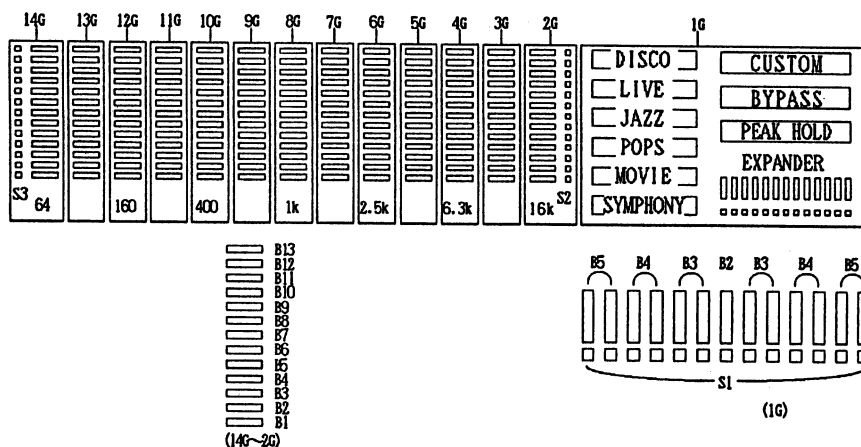 14G 13G 12G 11G 10G 9G 8G 7G 6G 5G 4G 3G 2G 1G
DISCO
LIVE
JAZZ
POPS
MOVIE
SYMPHONY
CUSTOM
BYPASS
PEAK HOLD
EXPANDER
S3 S2
64 160 400 1k 2.5k 6.3k 16k
B13
B12
B11
B10
B9
B8
B7
B6
B5
B4
B3
B2
B1
(14G~2G)
B5 B4 B3 B2 B3 B4 B5
S1
(1G)